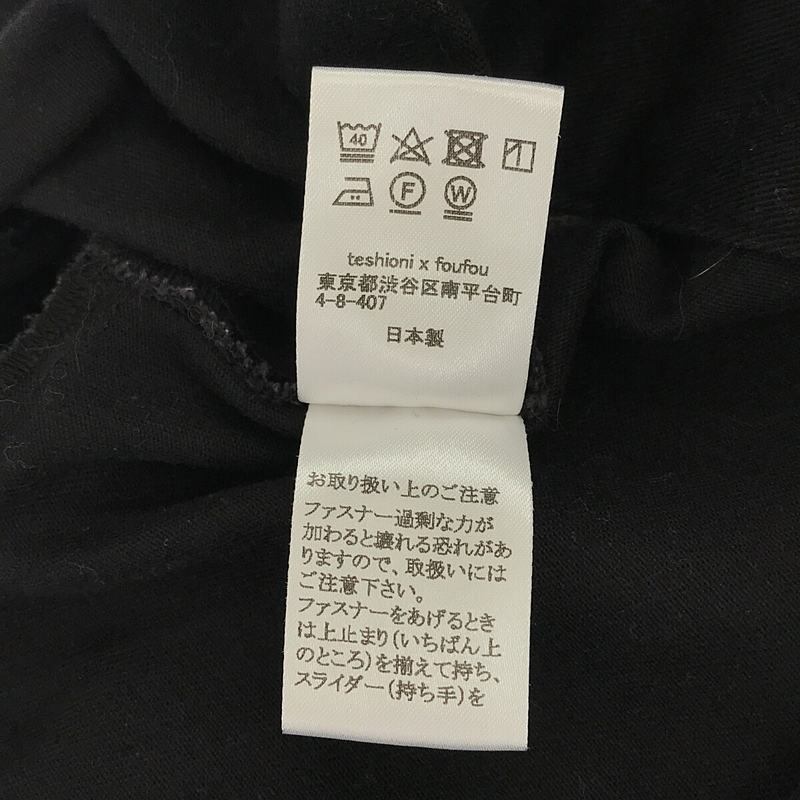 40
F W
teshioni x foufou
東京都渋谷区南平台町
4-8-407
日本製
お取り扱い上のご注意
ファスナー過剰な力が
加わると壊れる恐れがあ
りますので、取扱いには
ご注意下さい。
ファスナーをあげるとき
は上止まり(いちばん上
のところ)を揃えて持ち、
スライダー(持ち手)を